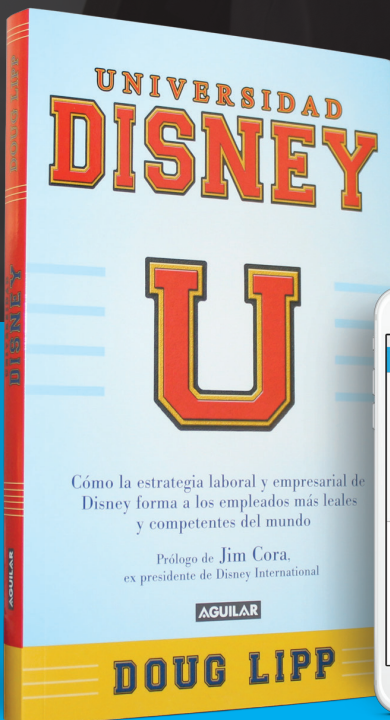 UNIVERSIDAD
DISNEY
U
Cómo la estrategia laboral y empresarial de
Disney forma a los empleados más leales
y competentes del mundo
Prólogo de Jim Cora,
ex presidente de Disney International
AGUILAR
DOUG LIPP
DISNEY
AGUILAR